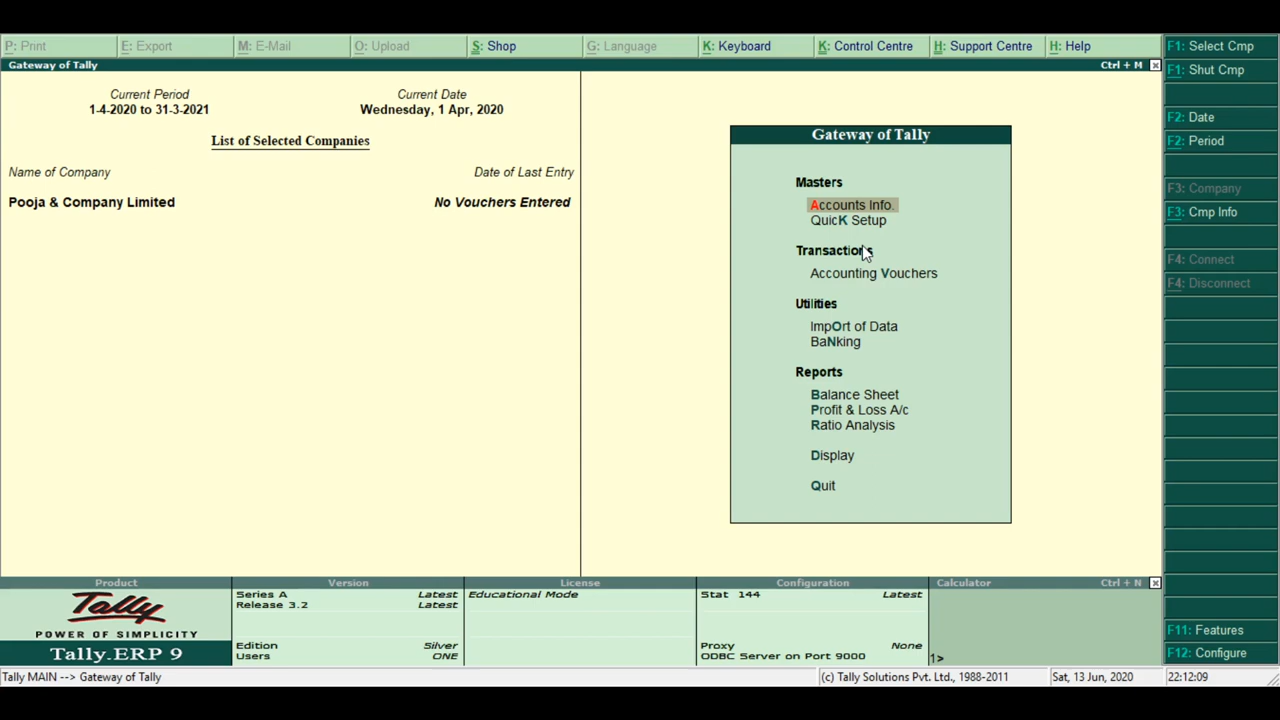 P: Print E: Export M: E-Mail O: Upload S: Shop G: Language K: Keyboard K: Control Centre H: Support Centre H: Help
Gateway of Tally Ctrl + M
Current Period Current Date
1-4-2020 to 31-3-2021 Wednesday, 1 Apr, 2020
List of Selected Companies
Name of Company Date of Last Entry
Pooja & Company Limited No Vouchers Entered
Gateway of Tally
Masters
Accounts Info.
QuicK Setup
Transactions
Accounting Vouchers
Utilities
ImpOrt of Data
BaNking
Reports
Balance Sheet
Profit & Loss A/c
Ratio Analysis
Display
Quit
F1: Select Cmp
F1: Shut Cmp
F2: Date
F2: Period
F3: Company
F3: Cmp Info
F4: Connect
F4: Disconnect
F11: Features
F12: Configure
Product Version License Configuration Calculator Ctrl + N
Tally
POWER OF SIMPLICITY
Tally.ERP 9
Series A Latest
Release 3.2 Latest
Edition Silver
Users ONE
Educational Mode
Stat 144 Latest
Proxy None
ODBC Server on Port 9000
1>
Tally MAIN --> Gateway of Tally (c) Tally Solutions Pvt. Ltd., 1988-2011 Sat, 13 Jun, 2020 22:12:09